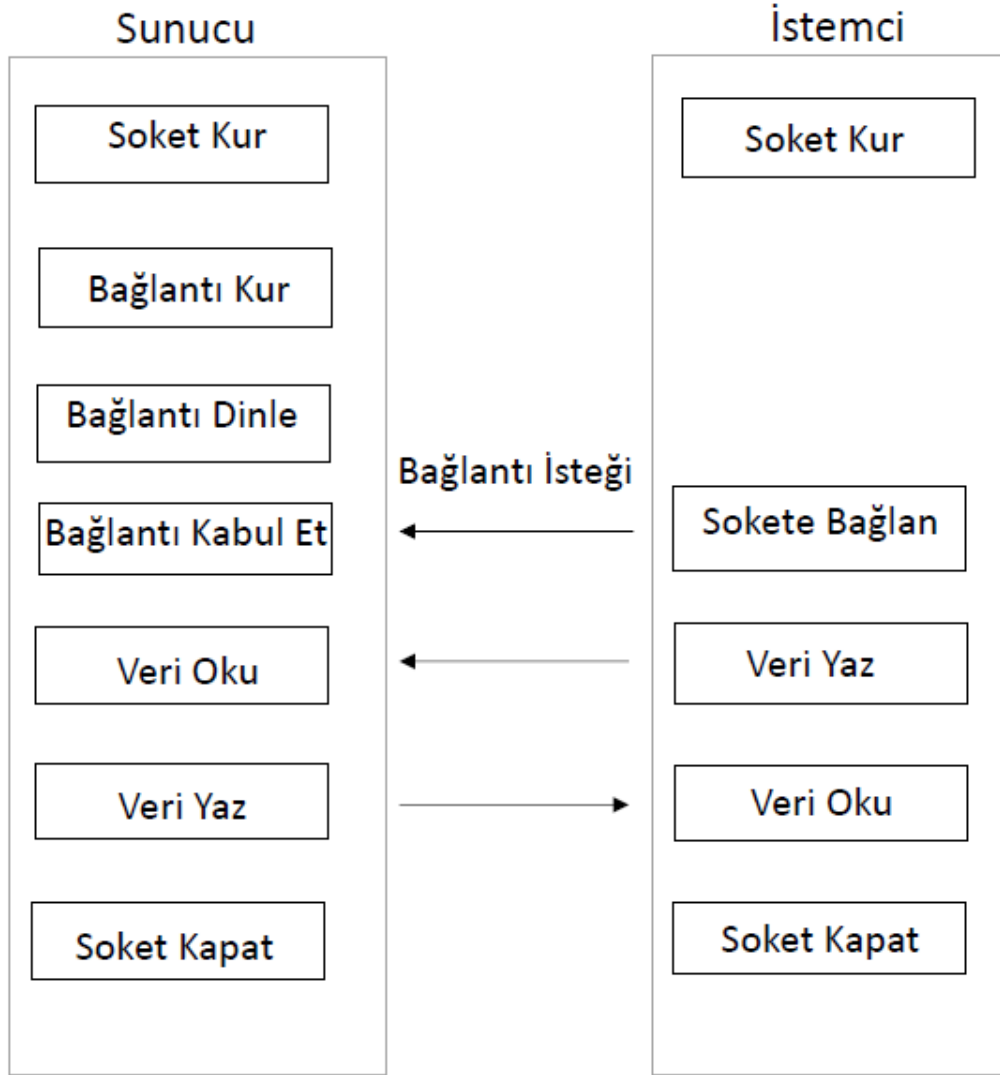 Sunucu
Soket Kur
Bağlantı Kur
Bağlantı Dinle
Bağlantı Kabul Et
Veri Oku
Veri Yaz
Soket Kapat
Bağlantı İsteği
İstemci
Soket Kur
Sokete Bağlan
Veri Yaz
Veri Oku
Soket Kapat